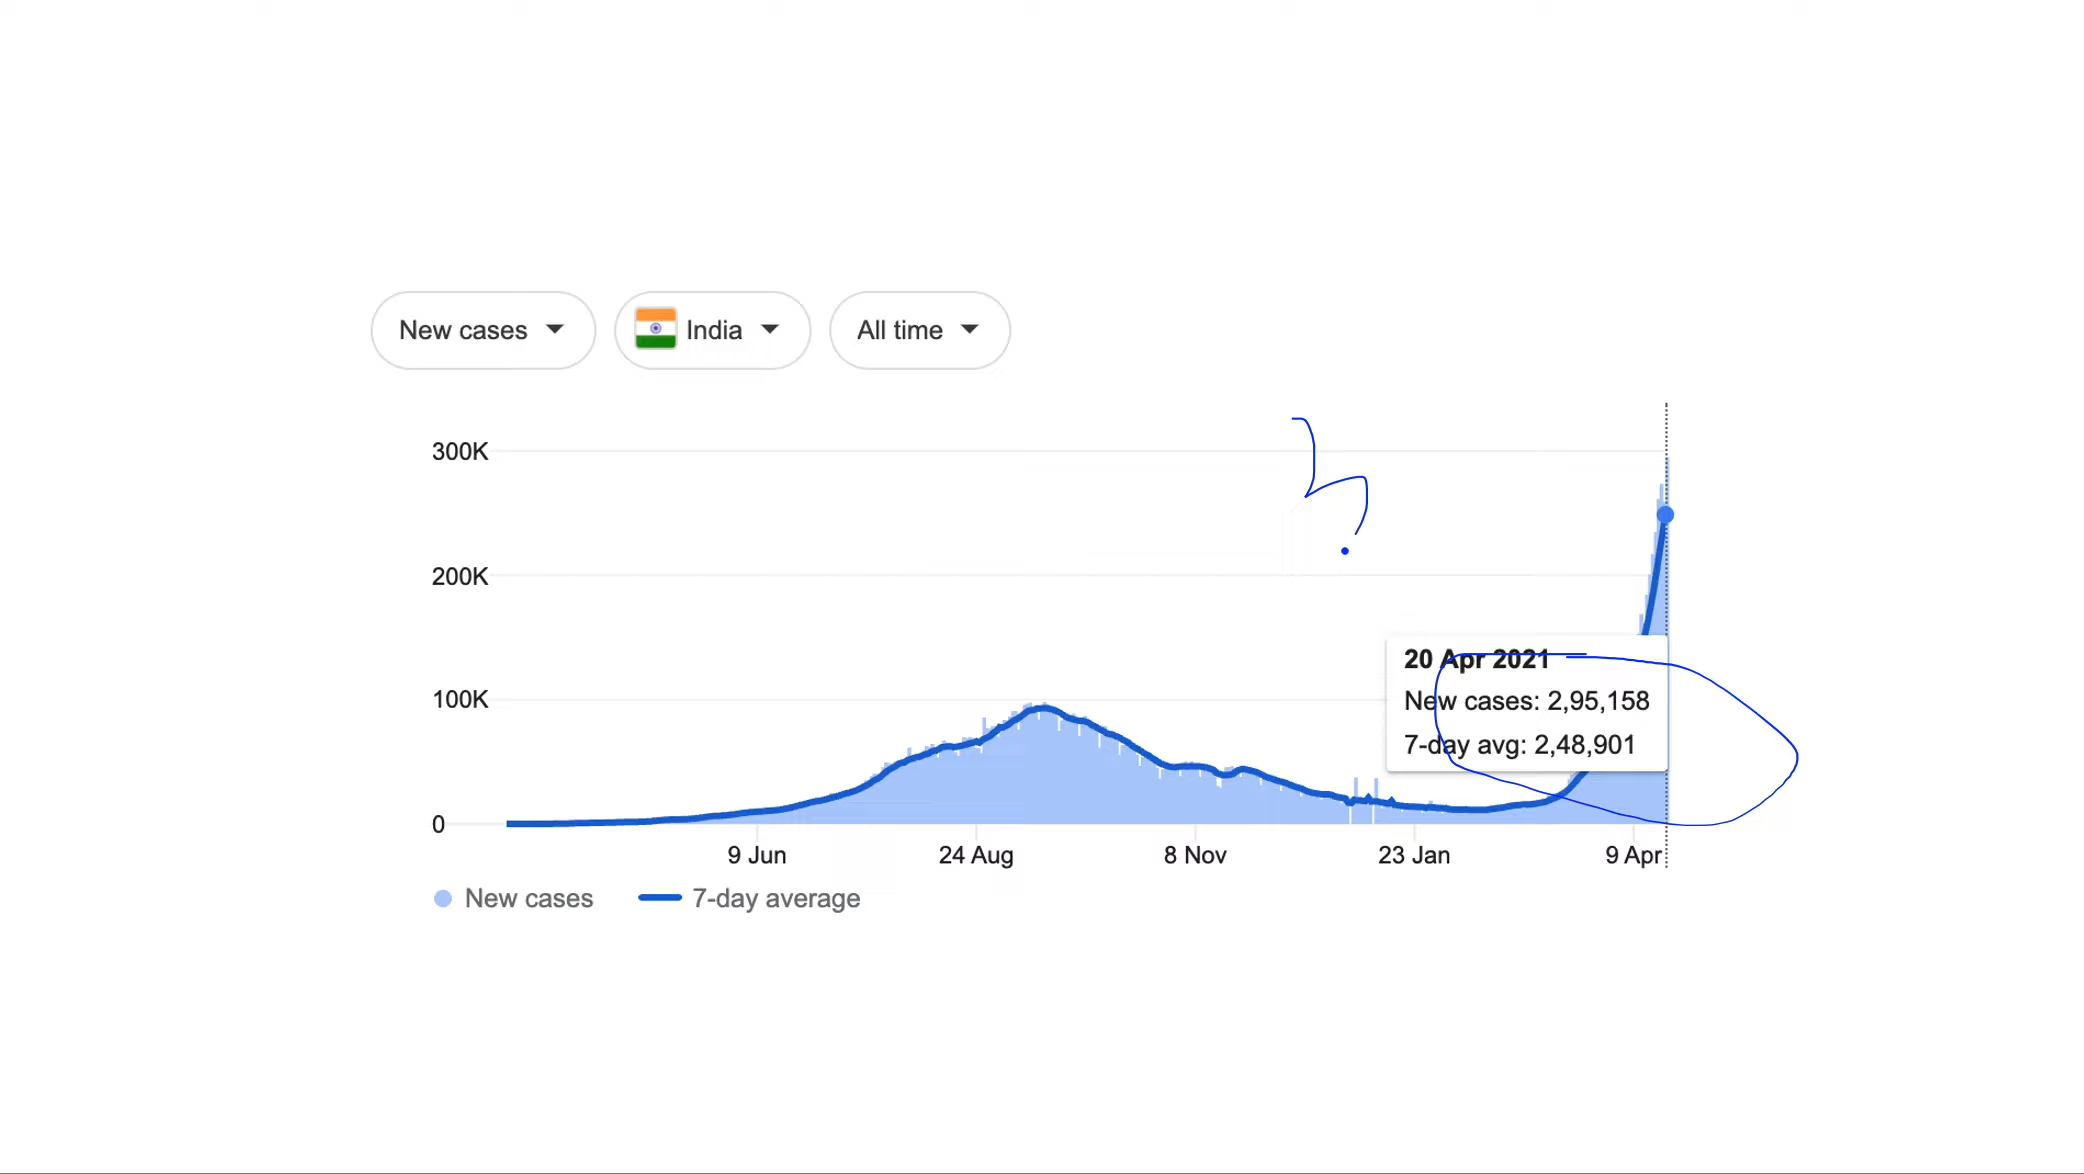 New cases India All time
300K
200K
100K
0
20 Apr 2021
New cases: 2,95,158
7-day avg: 2,48,901
9 Jun 24 Aug 8 Nov 23 Jan 9 Apr
New cases 7-day average